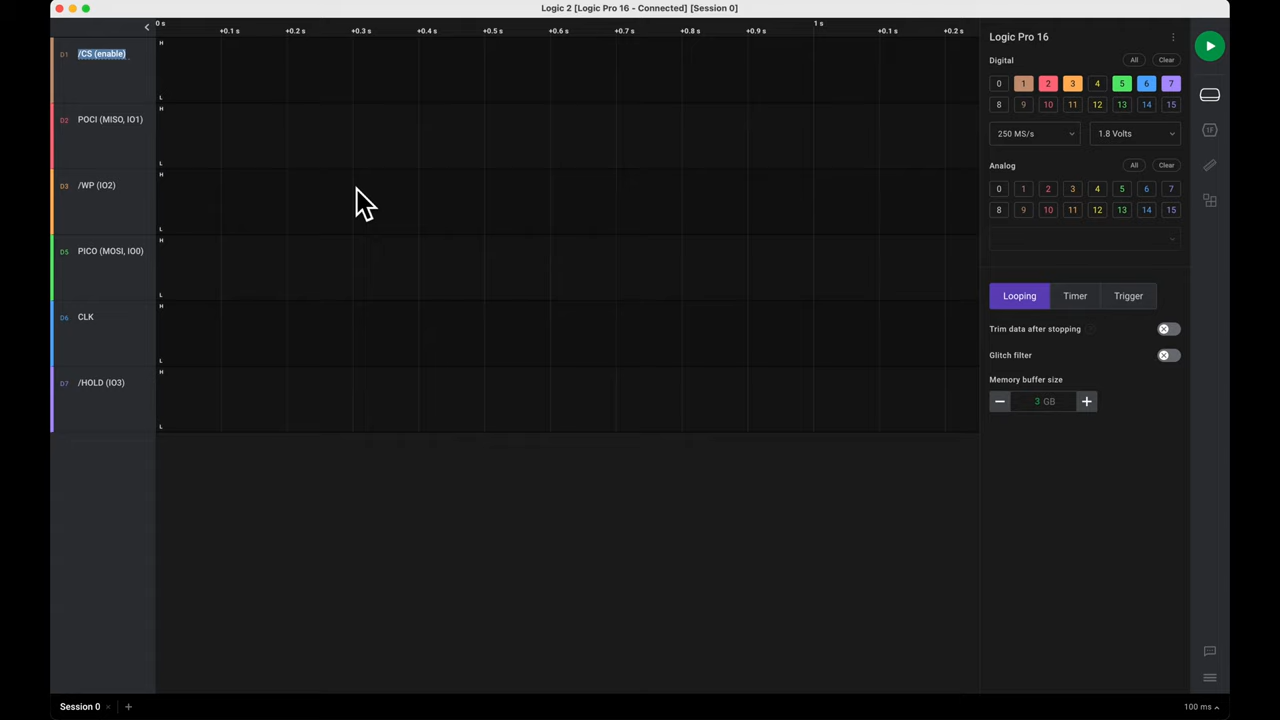 Logic 2 [Logic Pro 16 - Connected] [Session 0]
0 s
1 s
+0.1 s
+0.2 s
+0.3 s
+0.4 s
+0.5 s
+0.6 s
+0.7 s
+0.8 s
+0.9 s
+0.1 s
+0.2 s
D1 /CS (enable)
H
L
D2 POCI (MISO, IO1)
H
L
D3 /WP (IO2)
H
L
D5 PICO (MOSI, IO0)
H
L
D6 CLK
H
L
D7 /HOLD (IO3)
H
L
Logic Pro 16
Digital All Clear
0 1 2 3 4 5 6 7
8 9 10 11 12 13 14 15
250 MS/s 1.8 Volts
Analog All Clear
0 1 2 3 4 5 6 7
8 9 10 11 12 13 14 15
Looping Timer Trigger
Trim data after stopping
Glitch filter
Memory buffer size
3 GB
1F
Session 0
100 ms